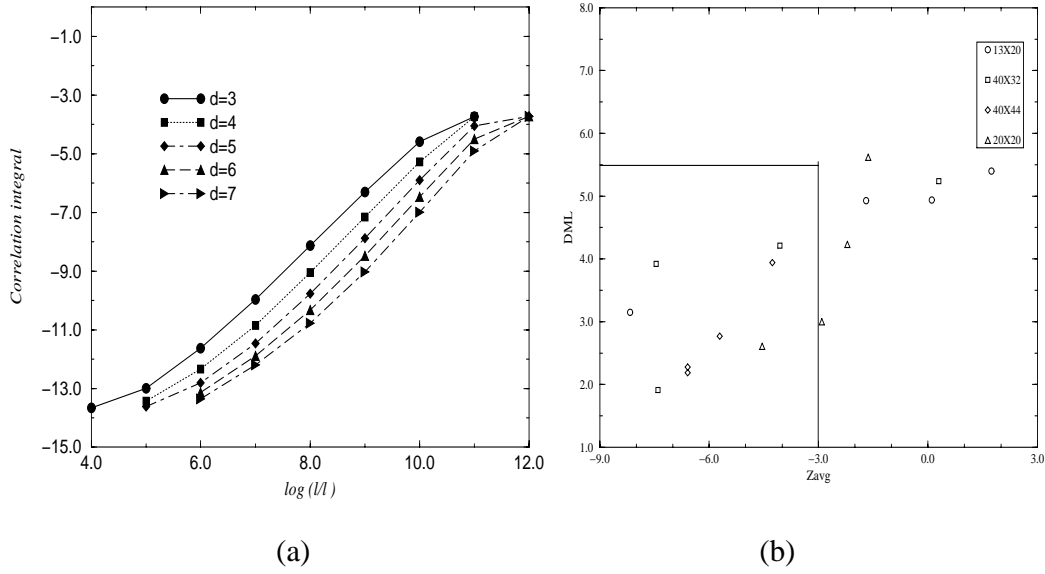 −1.0
−3.0
−5.0
−7.0
−9.0
−11.0
−13.0
−15.0
Correlation integral
d=3
d=4
d=5
d=6
d=7
4.0 6.0 8.0 10.0 12.0
log (l/l )
(a)
8.0
7.0
6.0
5.0
4.0
3.0
2.0
1.0
DML
13X20
40X32
40X44
20X20
−9.0 −6.0 −3.0 0.0 3.0
Zavg
(b)